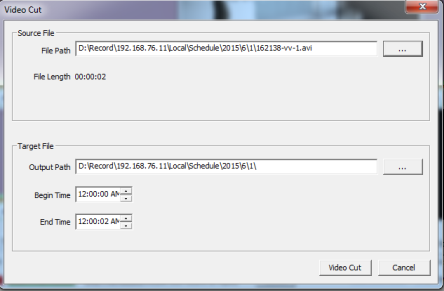 Video Cut
Source File
File Path D:\Record\192.168.76.11\Local\Schedule\2015\6\1\162138-vv-1.avi ...
File Length 00:00:02
Target File
Output Path D:\Record\192.168.76.11\Local\Schedule\2015\6\1\ ...
Begin Time 12:00:00 AM
End Time 12:00:02 AM
Video Cut Cancel